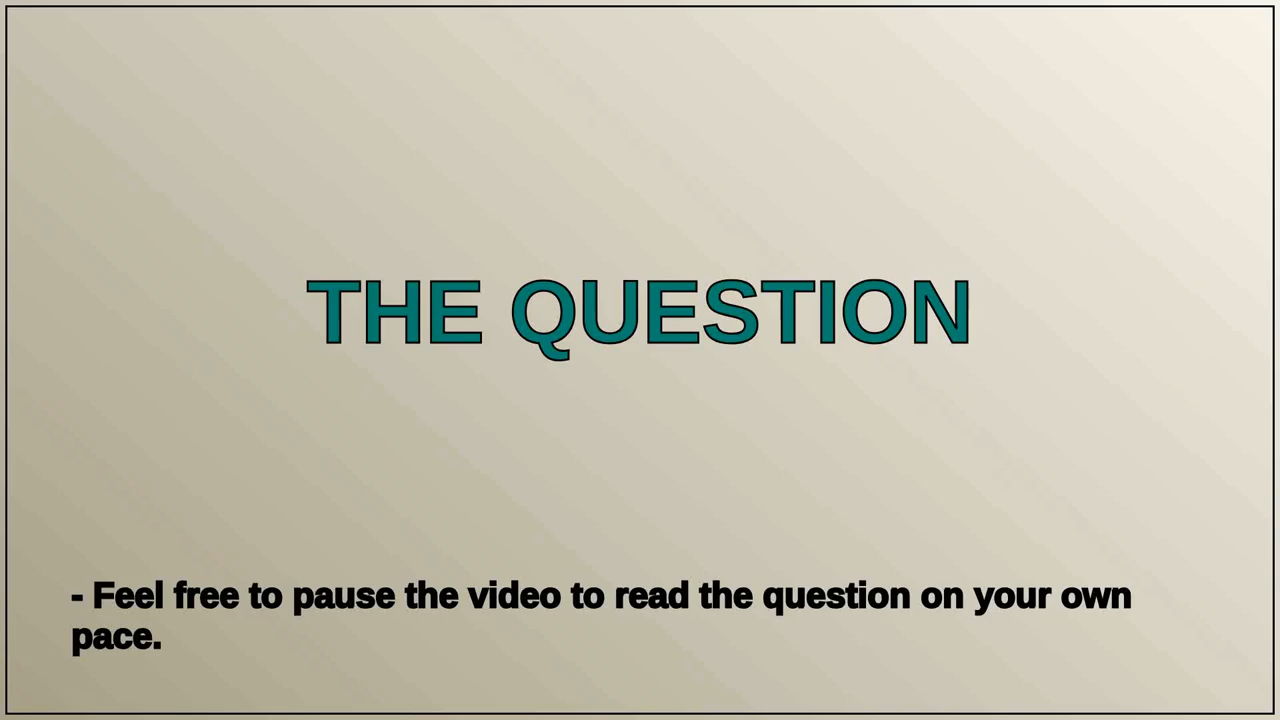 THE QUESTION
- Feel free to pause the video to read the question on your own
pace.